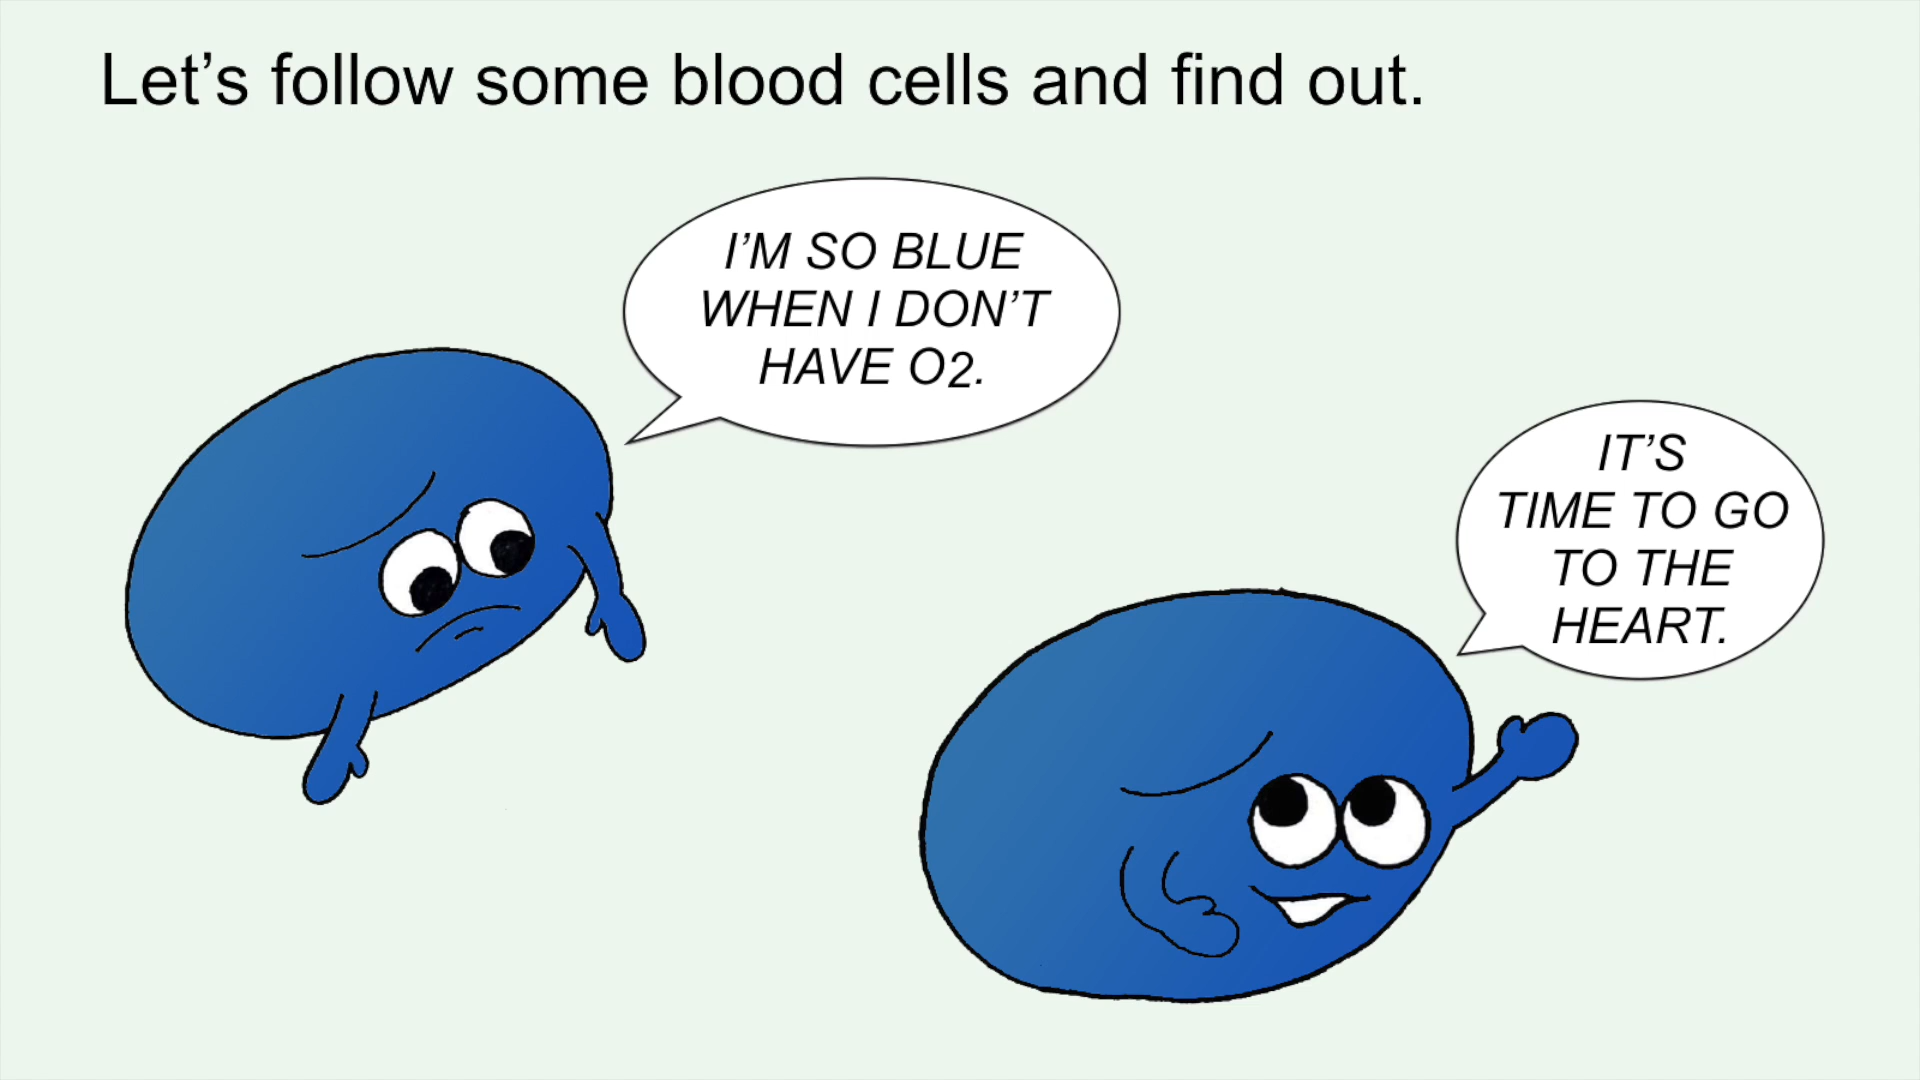 Let’s follow some blood cells and find out.
I’M SO BLUE
WHEN I DON’T
HAVE O2.
IT’S
TIME TO GO
TO THE
HEART.